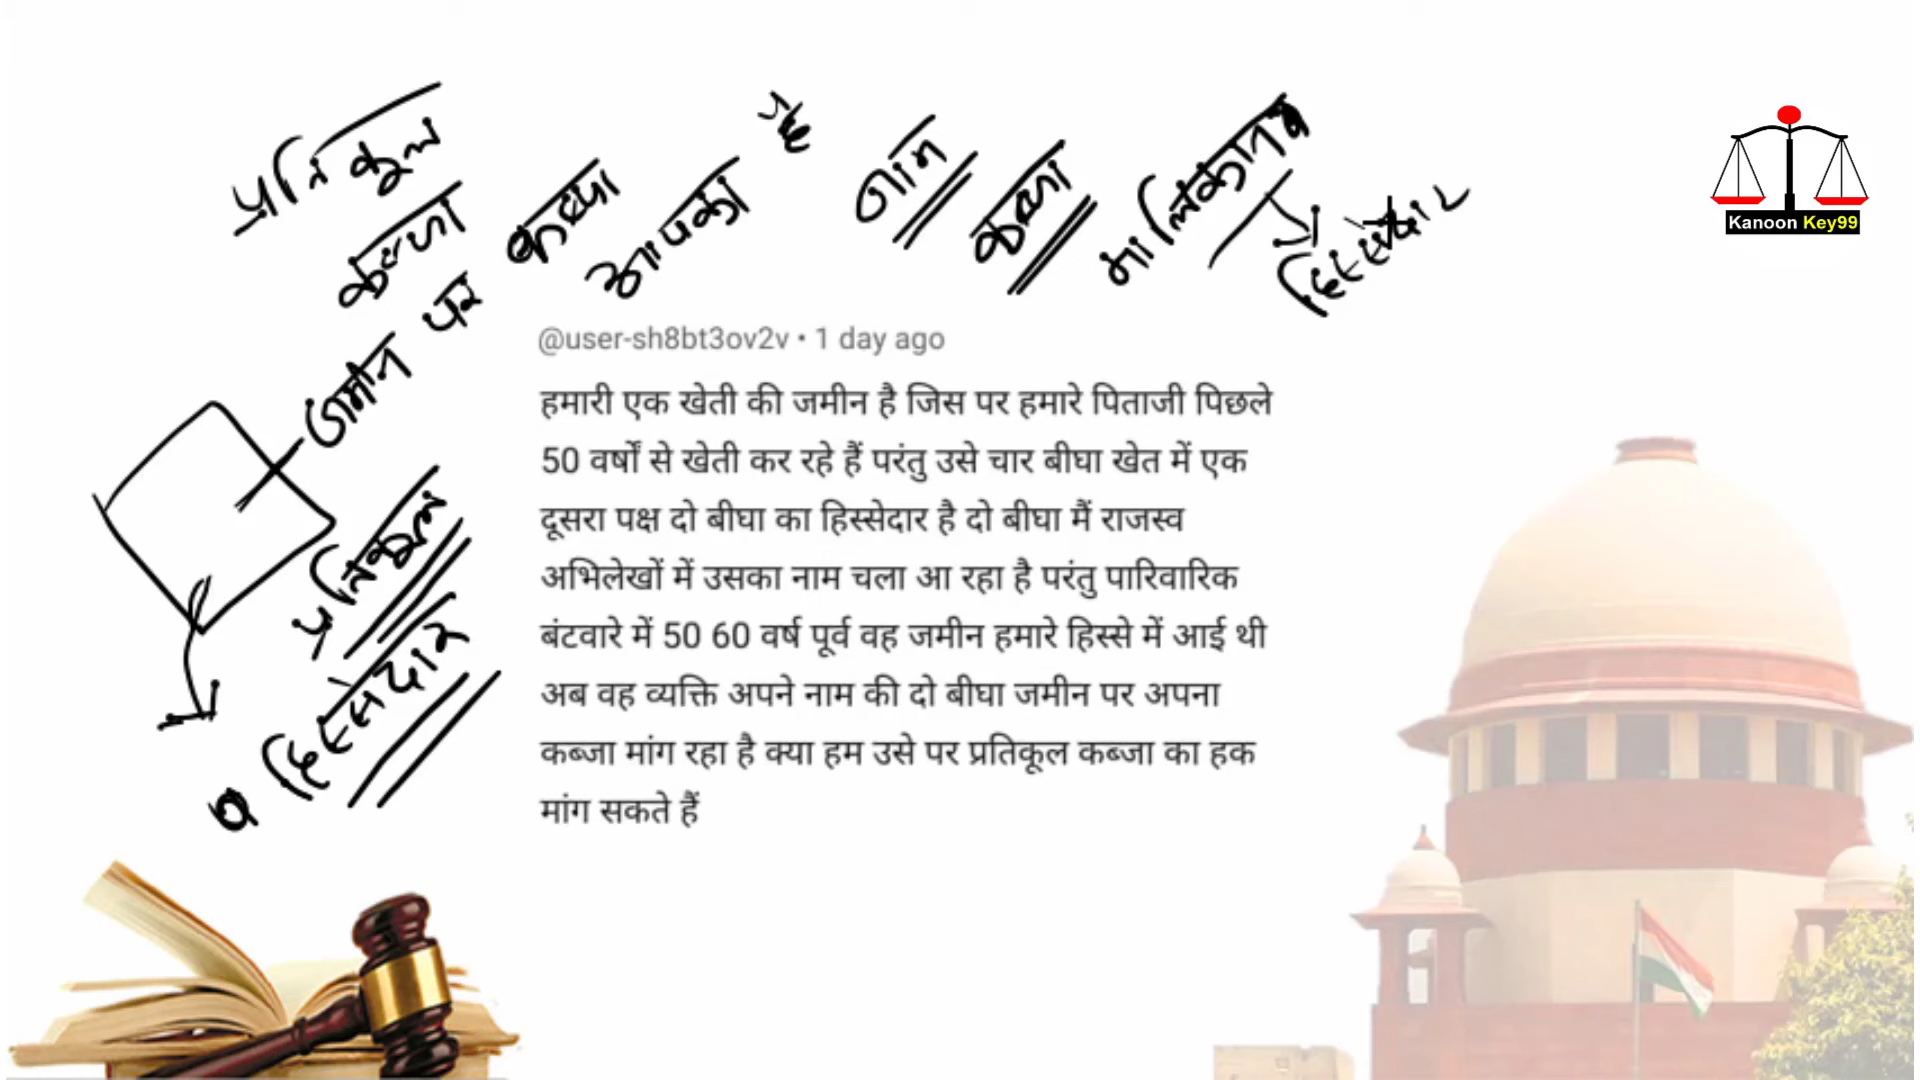 प्रतिकूल
कब्जा
जमीन पर कब्जा
आपका है
जमीन
कब्जा
मालिकाना
हिस्सेदार
प्रतिकूल
हिस्सेदार
Kanoon Key99
@user-sh8bt3ov2v • 1 day ago
हमारी एक खेती की जमीन है जिस पर हमारे पिताजी पिछले
50 वर्षों से खेती कर रहे हैं परंतु उसे चार बीघा खेत में एक
दूसरा पक्ष दो बीघा का हिस्सेदार है दो बीघा मैं राजस्व
अभिलेखों में उसका नाम चला आ रहा है परंतु पारिवारिक
बंटवारे में 50 60 वर्ष पूर्व वह जमीन हमारे हिस्से में आई थी
अब वह व्यक्ति अपने नाम की दो बीघा जमीन पर अपना
कब्जा मांग रहा है क्या हम उसे पर प्रतिकूल कब्जा का हक
मांग सकते हैं